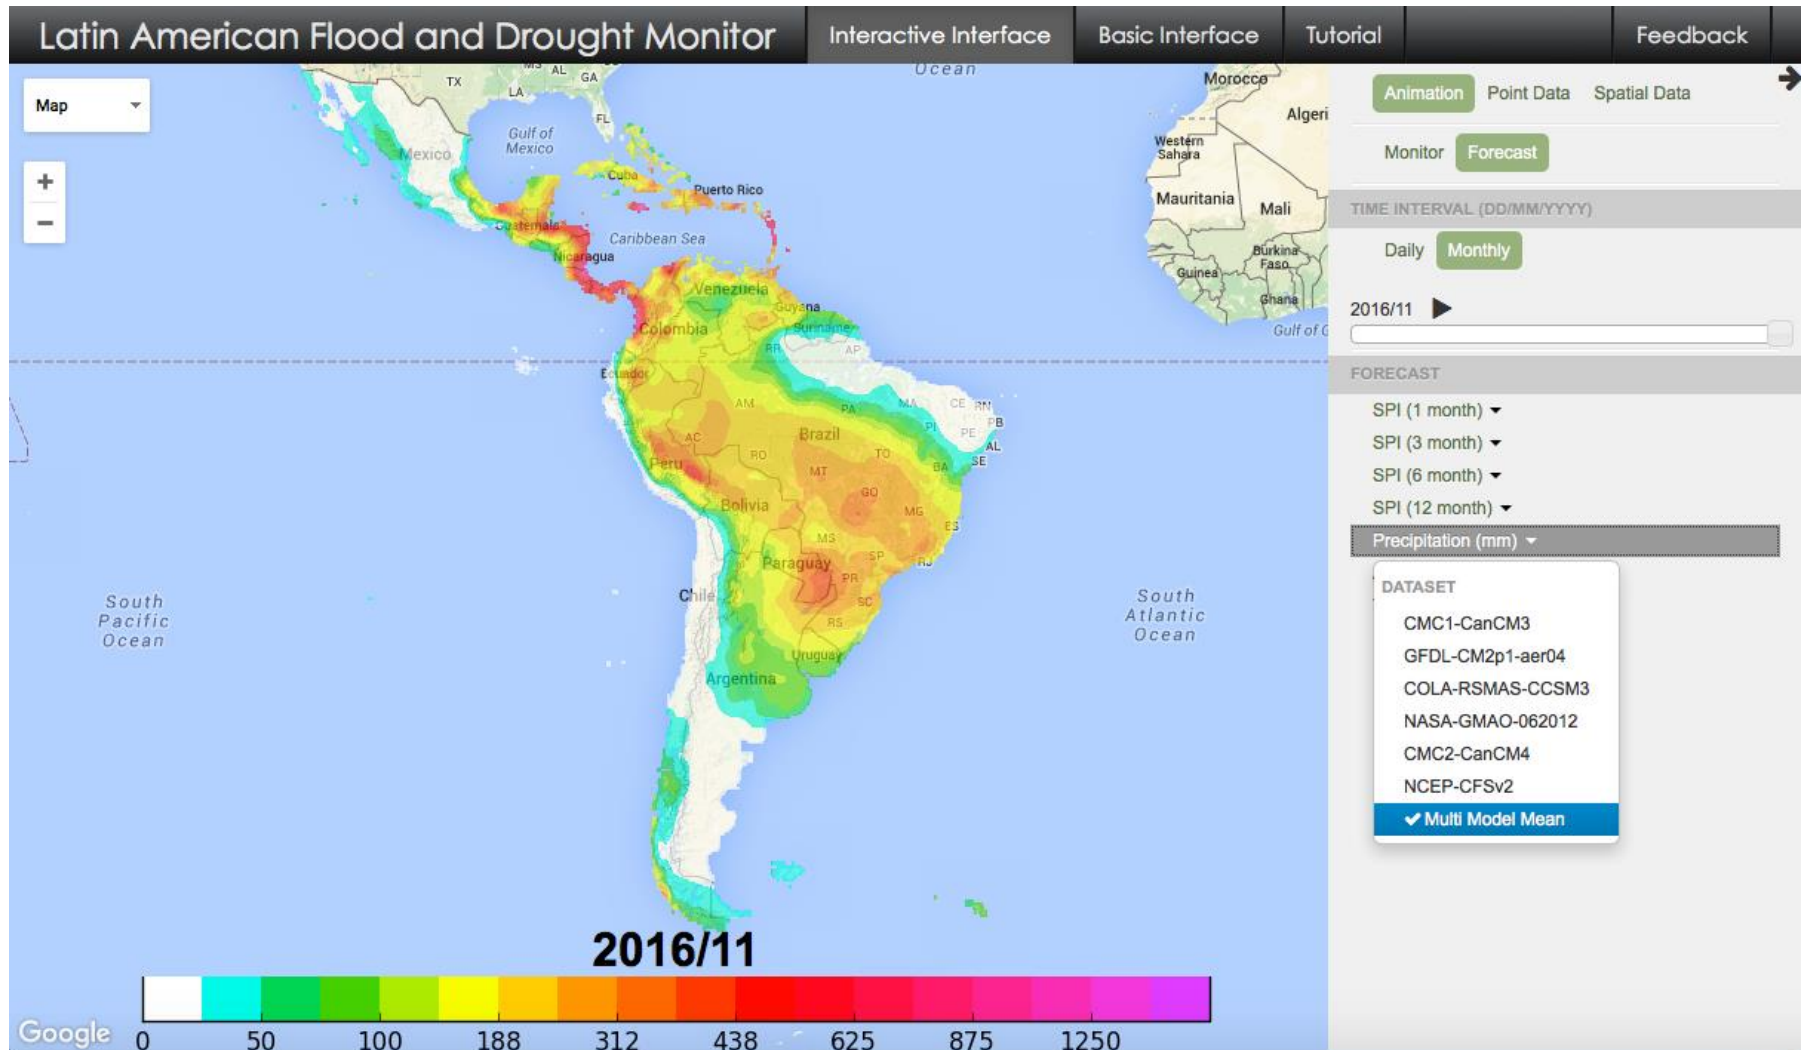 Latin American Flood and Drought Monitor
Interactive Interface
Basic Interface
Tutorial
Feedback
Map
+
−
TX
MS
AL
GA
LA
FL
Gulf of
Mexico
Mexico
Cuba
Puerto Rico
Guatemala
Caribbean Sea
Nicaragua
Ocean
Morocco
Algeri
Western
Sahara
Mauritania
Mali
Burkina
Faso
Guinea
Ghana
Gulf of G
Venezuela
Guyana
Colombia
Suriname
RR
AP
Ecuador
AM
PA
MA
CE
RN
PB
PI
PE
AL
SE
AC
Brazil
TO
RO
BA
Peru
MT
GO
Bolivia
MG
ES
MS
SP
RJ
Paraguay
PR
Chile
SC
RS
Uruguay
Argentina
South
Pacific
Ocean
South
Atlantic
Ocean
2016/11
0 50 100 188 312 438 625 875 1250
Google
Animation
Point Data
Spatial Data
Monitor
Forecast
TIME INTERVAL (DD/MM/YYYY)
Daily
Monthly
2016/11
FORECAST
SPI (1 month)
SPI (3 month)
SPI (6 month)
SPI (12 month)
Precipitation (mm)
DATASET
CMC1-CanCM3
GFDL-CM2p1-aer04
COLA-RSMAS-CCSM3
NASA-GMAO-062012
CMC2-CanCM4
NCEP-CFSv2
Multi Model Mean